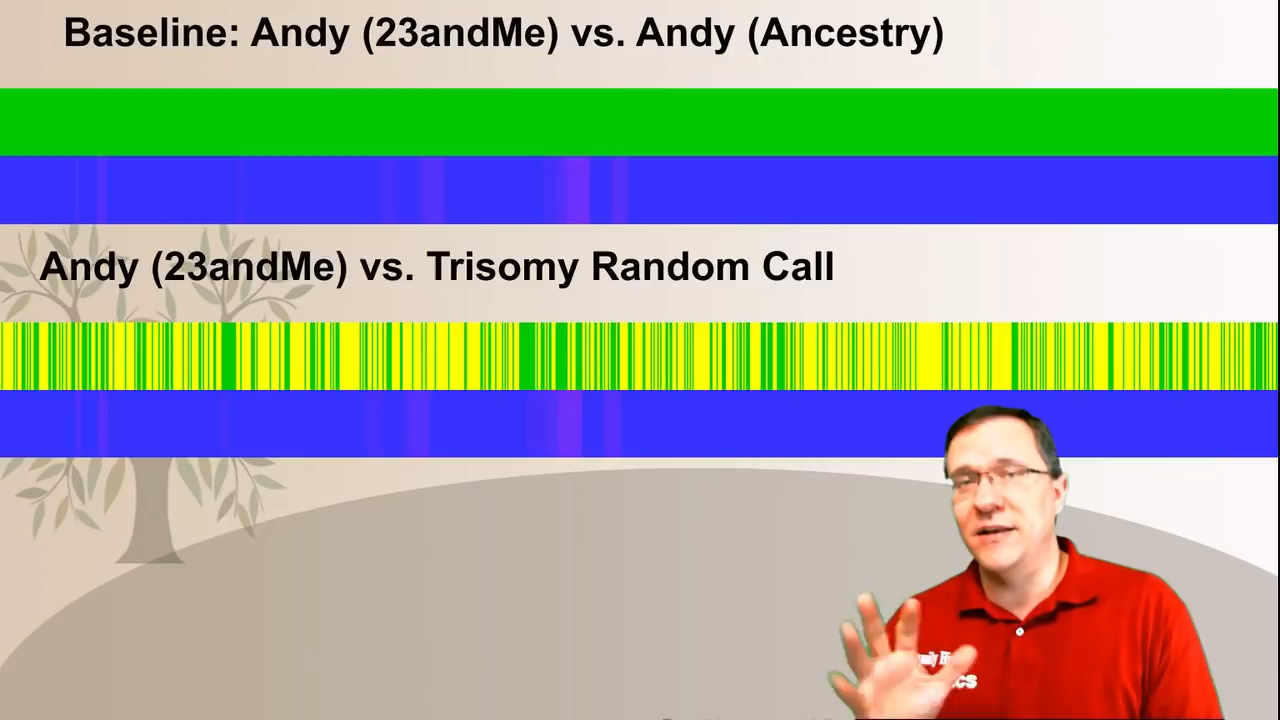 Baseline: Andy (23andMe) vs. Andy (Ancestry)
Andy (23andMe) vs. Trisomy Random Call